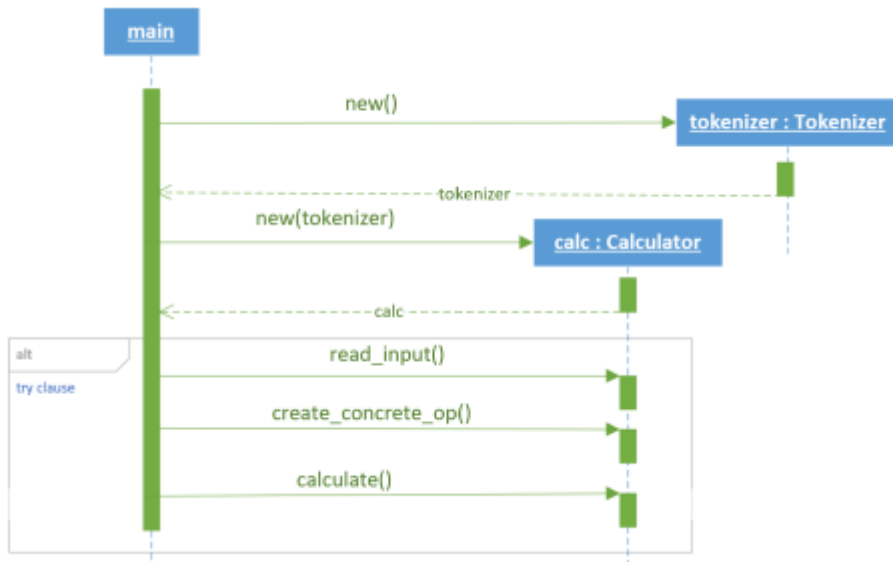 main
new()
tokenizer : Tokenizer
tokenizer
new(tokenizer)
calc : Calculator
calc
alt
read_input()
try clause
create_concrete_op()
calculate()